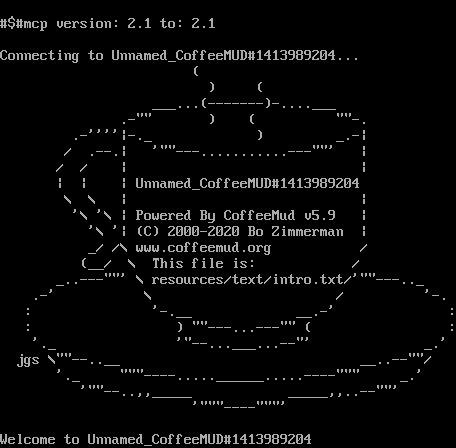 #$#mcp version: 2.1 to: 2.1
Connecting to Unnamed_CoffeeMUD#1413989204...
Unnamed_CoffeeMUD#1413989204
Powered By CoffeeMud v5.9
(C) 2000-2020 Bo Zimmerman
www.coffeemud.org
This file is:
resources/text/intro.txt
jgs
Welcome to Unnamed_CoffeeMUD#1413989204